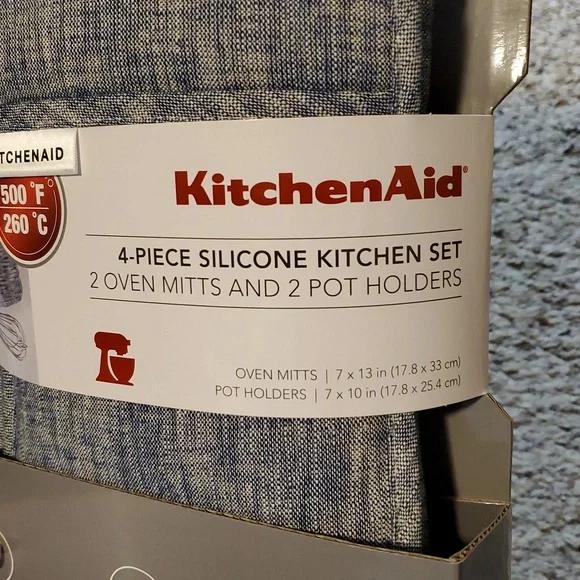 TCHENAID
500 °F
260 °C
KitchenAid®
4-PIECE SILICONE KITCHEN SET
2 OVEN MITTS AND 2 POT HOLDERS
OVEN MITTS | 7 x 13 in (17.8 x 33 cm)
POT HOLDERS | 7 x 10 in (17.8 x 25.4 cm)